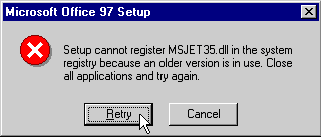 Microsoft Office 97 Setup
Setup cannot register MSJET35.dll in the system
registry because an older version is in use. Close
all applications and try again.
Retry
Cancel